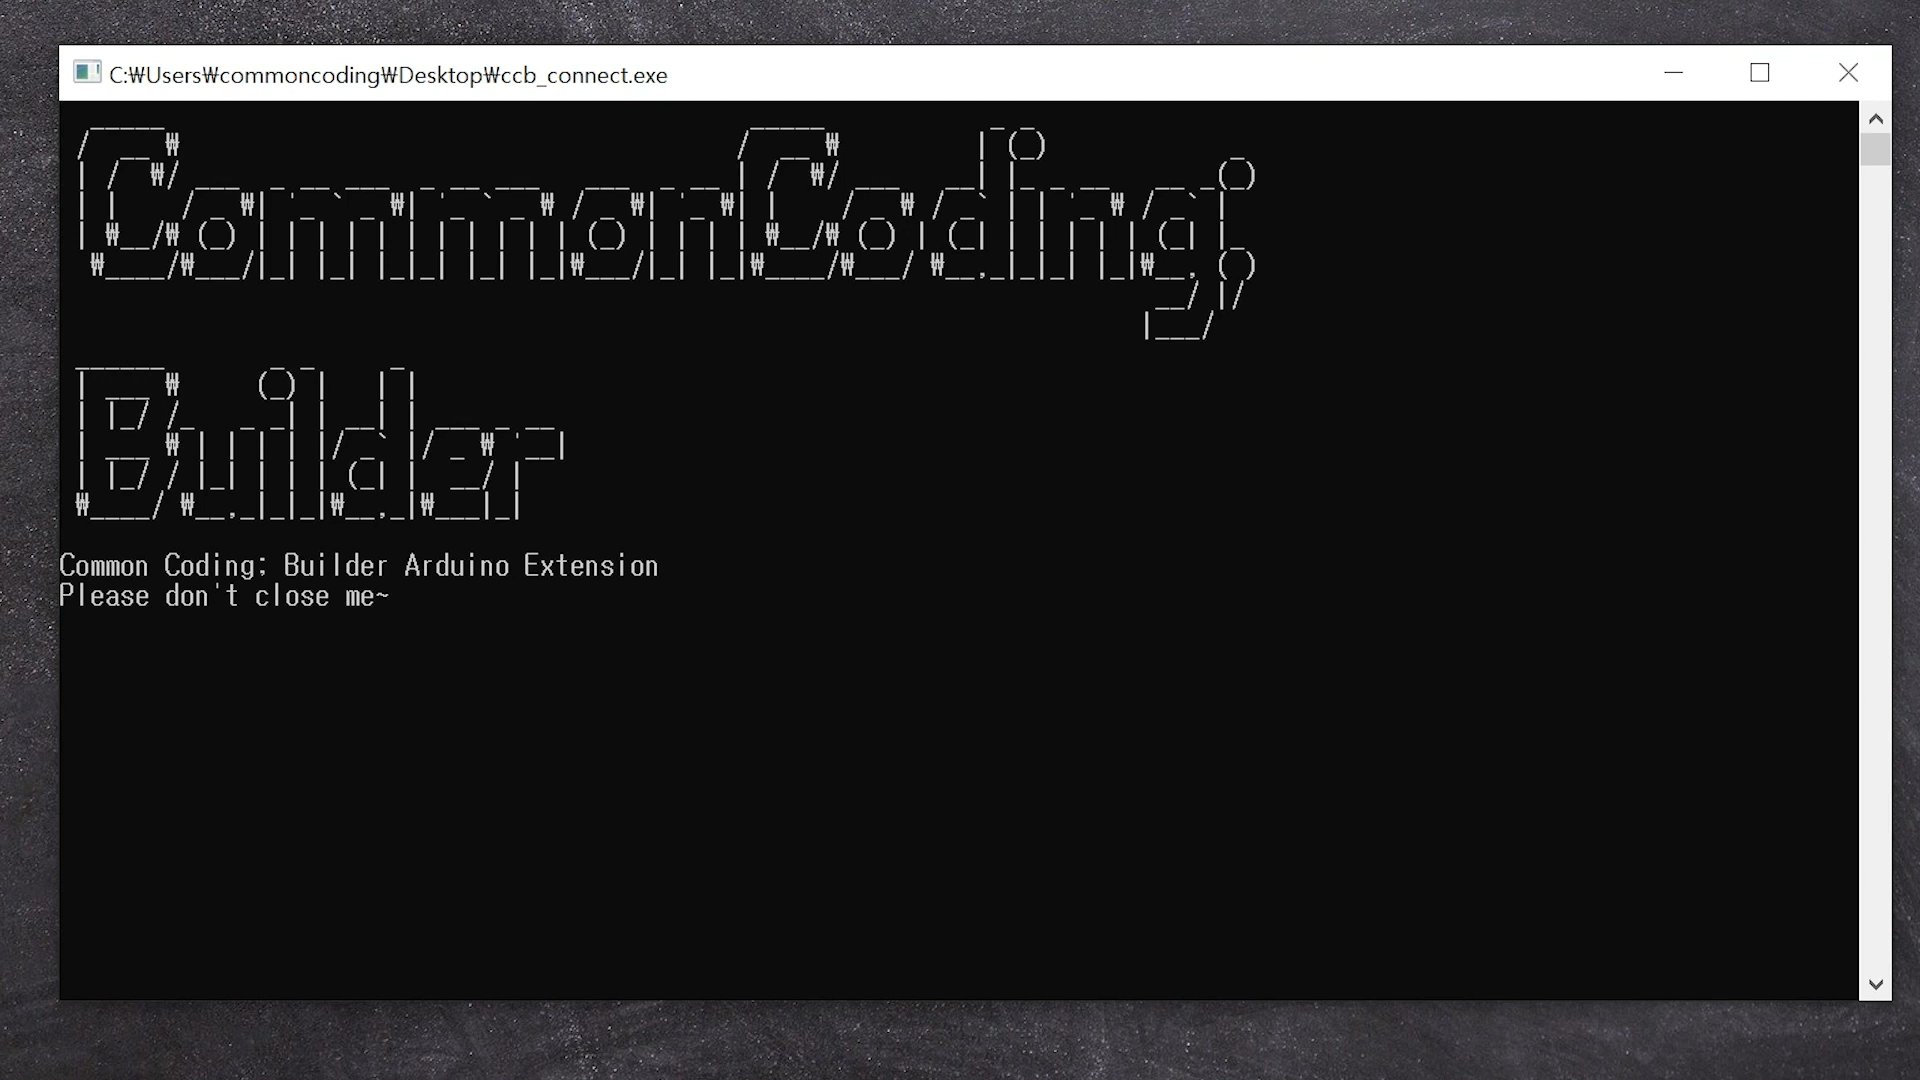 C:₩Users₩commoncoding₩Desktop₩ccb_connect.exe
CommonCoding;
Builder
Common Coding; Builder Arduino Extension
Please don't close me~